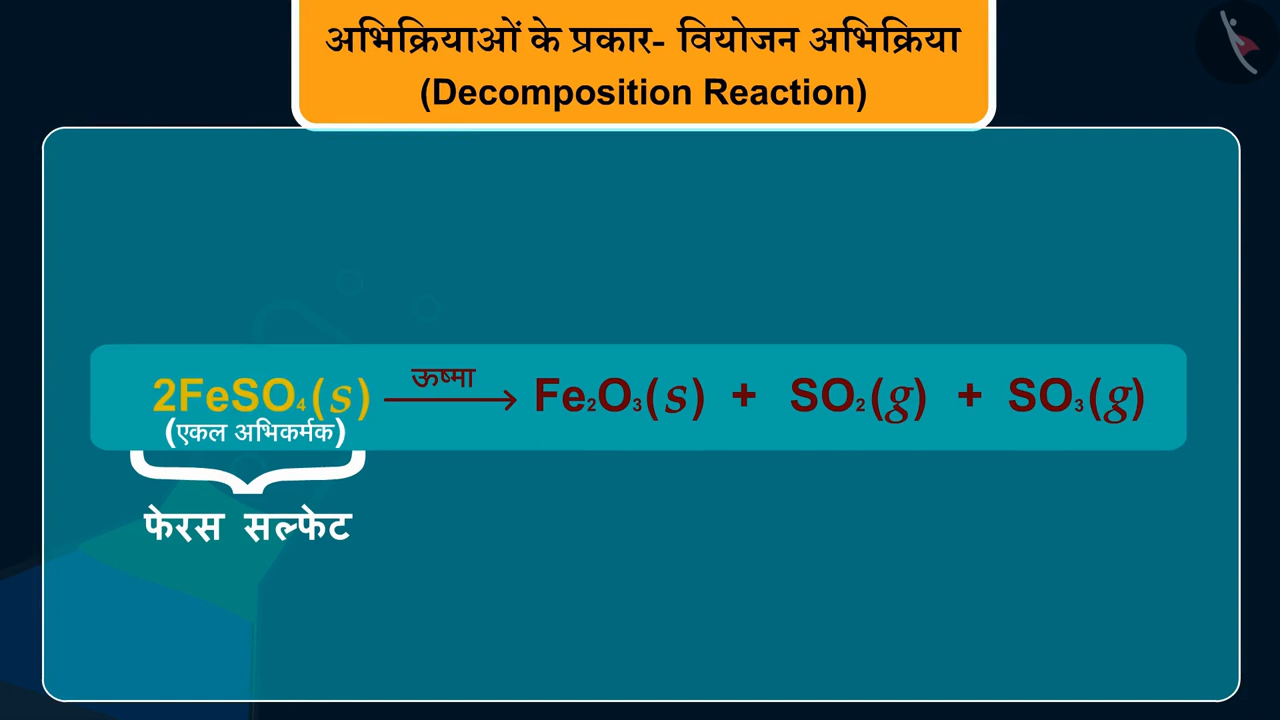 अभिक्रियाओं के प्रकार- वियोजन अभिक्रिया
(Decomposition Reaction)
ऊष्मा
2FeSO₄(s) ⟶ Fe₂O₃(s) + SO₂(g) + SO₃(g)
(एकल अभिकर्मक)
फेरस सल्फेट